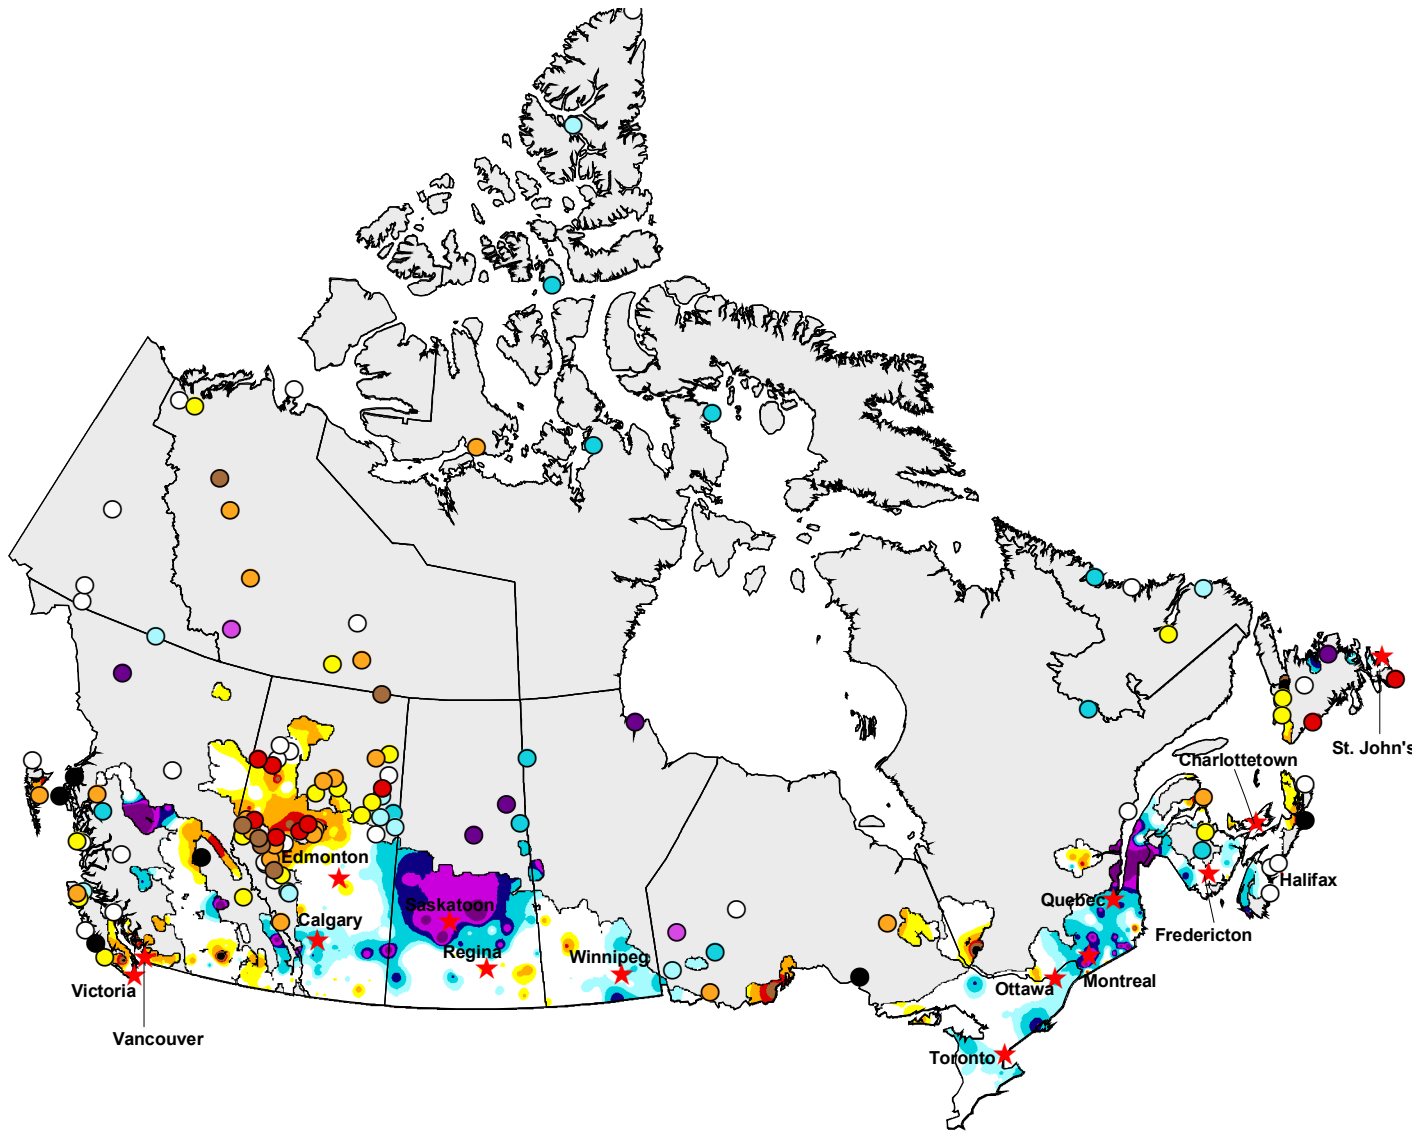 St. John's
Charlottetown
Edmonton
Halifax
Quebec
Saskatoon
Calgary
Fredericton
Regina
Winnipeg
Montreal
Ottawa
Victoria
Vancouver
Toronto